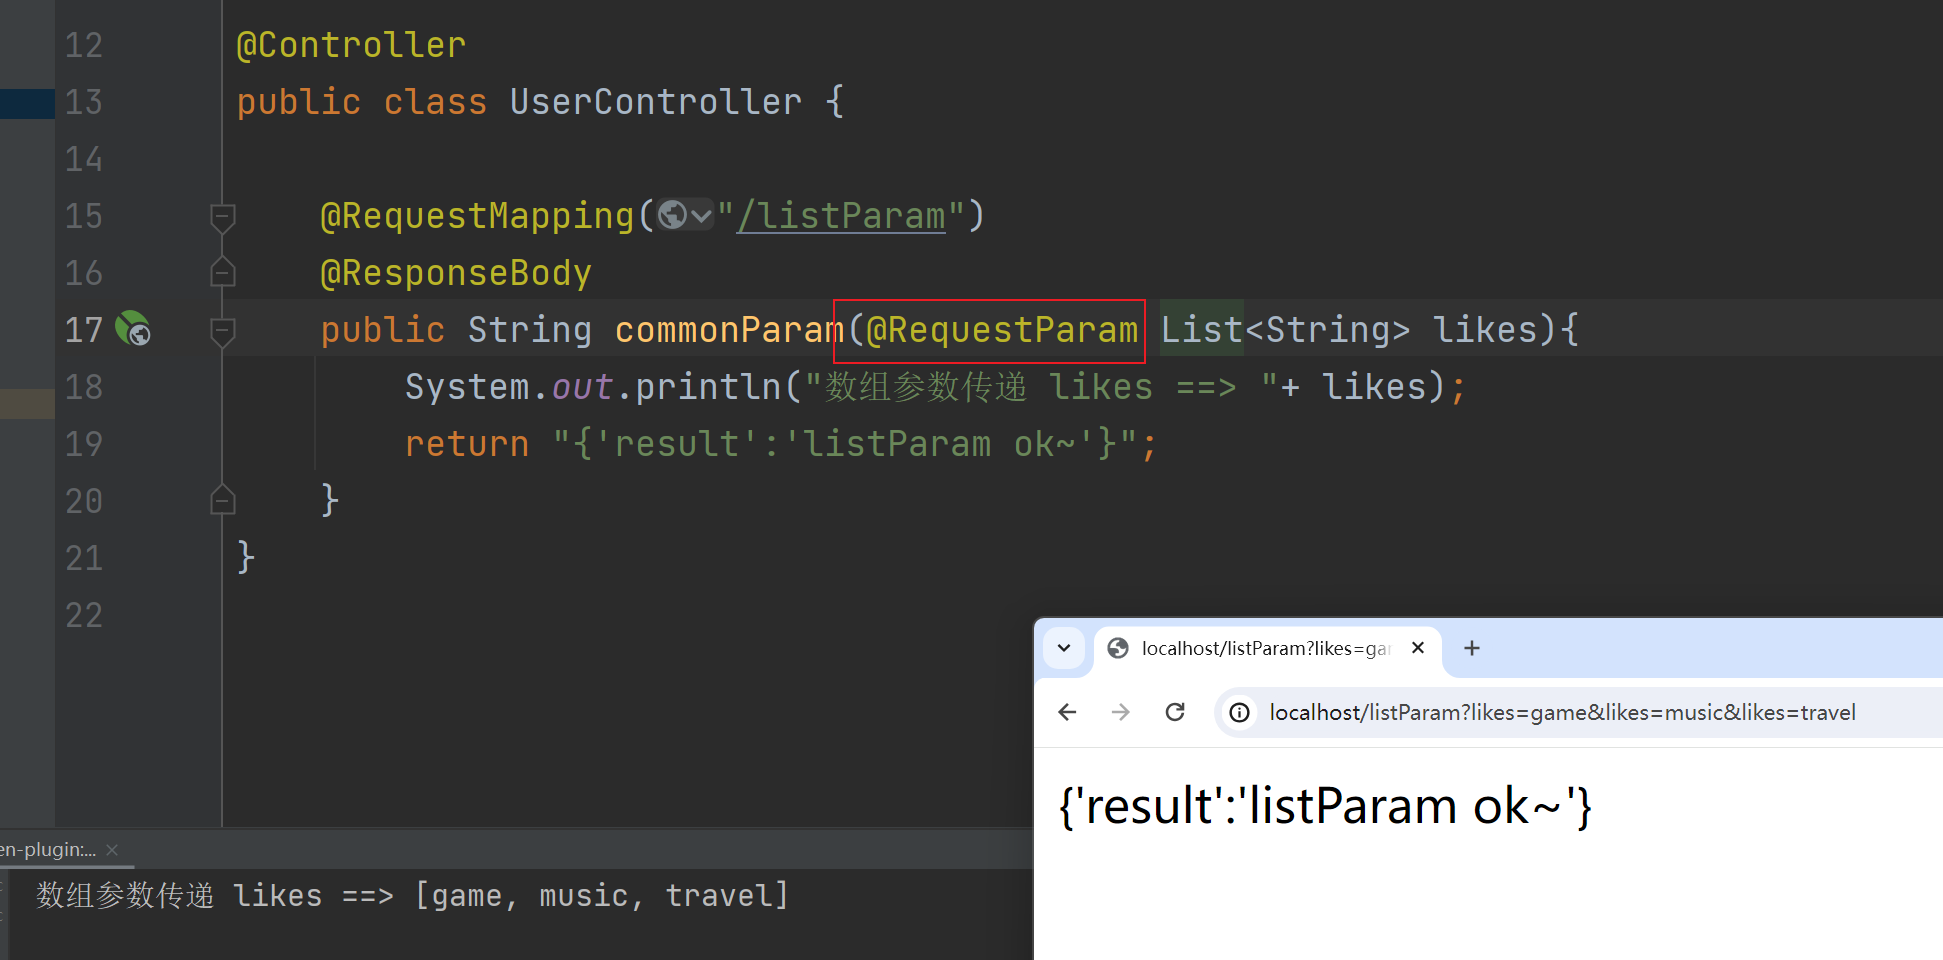 12 @Controller
13 public class UserController {
14
15 @RequestMapping("/listParam")
16 @ResponseBody
17 public String commonParam(@RequestParam List<String> likes){
18 System.out.println("数组参数传递 likes ==> "+ likes);
19 return "{'result':'listParam ok~'}";
20 }
21 }
22
localhost/listParam?likes=gar
localhost/listParam?likes=game&likes=music&likes=travel
{'result':'listParam ok~'}
en-plugin:...
数组参数传递 likes ==> [game, music, travel]